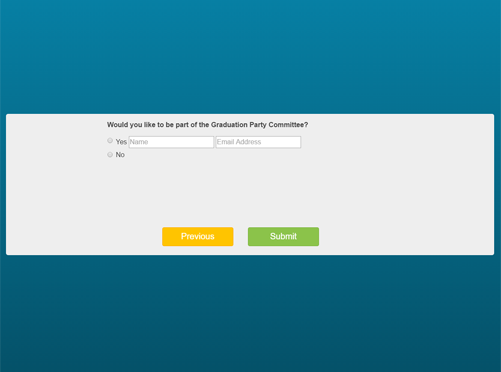 Would you like to be part of the Graduation Party Committee?
Yes Name Email Address
No
Previous Submit